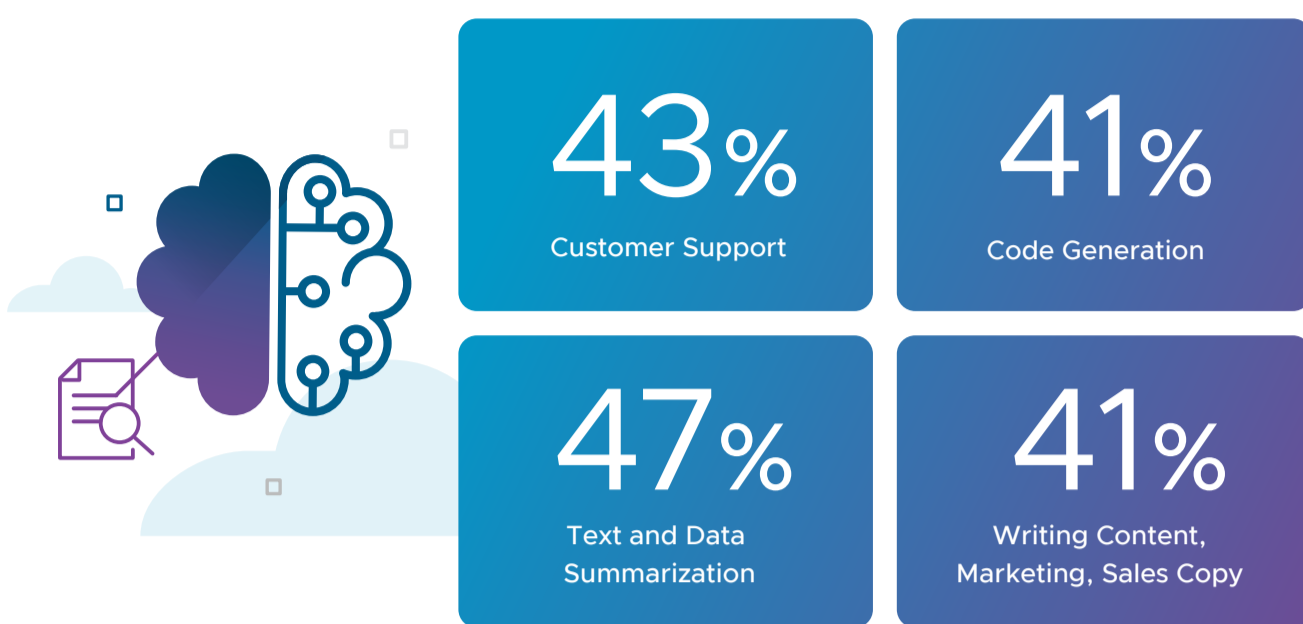 43%
Customer Support
41%
Code Generation
47%
Text and Data
Summarization
41%
Writing Content,
Marketing, Sales Copy